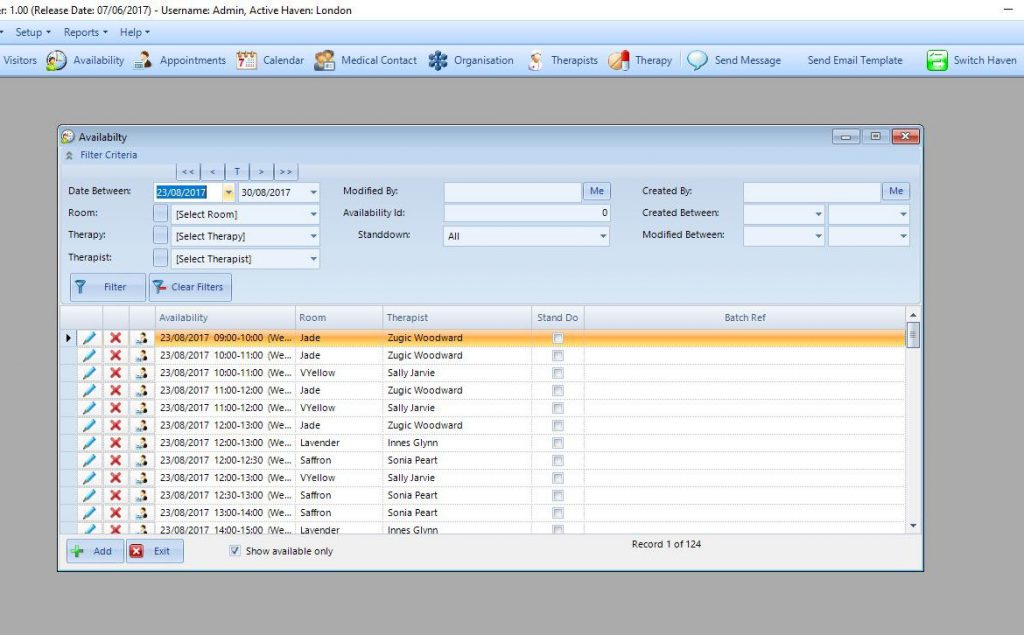 er: 1.00 (Release Date: 07/06/2017) - Username: Admin, Active Haven: London
Setup Reports Help
Visitors Availability Appointments Calendar Medical Contact Organisation Therapists Therapy Send Message Send Email Template Switch Haven
Availabilty
Filter Criteria
<< < T > >>
Date Between: 23/08/2017 30/08/2017 Modified By: Me Created By: Me
Room: [Select Room] Availability Id: 0 Created Between:
Therapy: [Select Therapy] Standdown: All Modified Between:
Therapist: [Select Therapist]
Filter Clear Filters
Availability Room Therapist Stand Do Batch Ref
23/08/2017 09:00-10:00 (We... Jade Zugic Woodward
23/08/2017 10:00-11:00 (We... Jade Zugic Woodward
23/08/2017 10:00-11:00 (We... VYellow Sally Jarvie
23/08/2017 11:00-12:00 (We... Jade Zugic Woodward
23/08/2017 11:00-12:00 (We... VYellow Sally Jarvie
23/08/2017 12:00-13:00 (We... Jade Zugic Woodward
23/08/2017 12:00-13:00 (We... Lavender Innes Glynn
23/08/2017 12:00-12:30 (We... Saffron Sonia Peart
23/08/2017 12:00-13:00 (We... VYellow Sally Jarvie
23/08/2017 12:30-13:00 (We... Saffron Sonia Peart
23/08/2017 13:00-14:00 (We... Saffron Sonia Peart
23/08/2017 14:00-15:00 (We... Lavender Innes Glynn
Add Exit Show available only Record 1 of 124